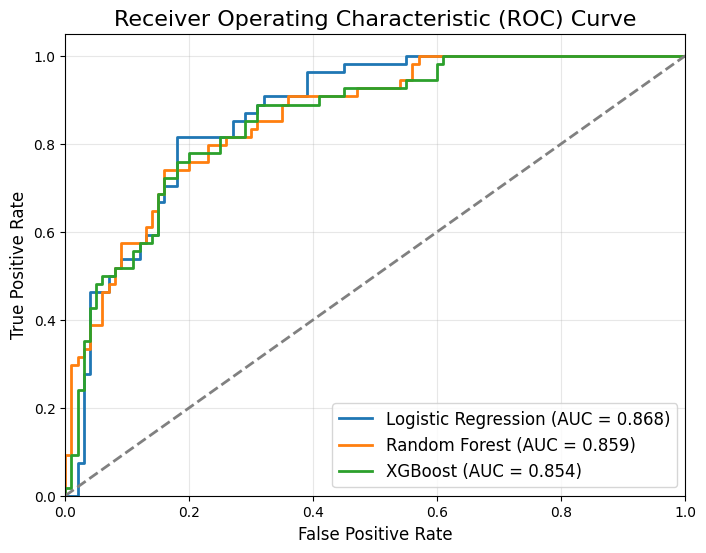 Receiver Operating Characteristic (ROC) Curve
True Positive Rate
1.0
0.8
0.6
0.4
0.2
0.0
Logistic Regression (AUC = 0.868)
Random Forest (AUC = 0.859)
XGBoost (AUC = 0.854)
0.0 0.2 0.4 0.6 0.8 1.0
False Positive Rate